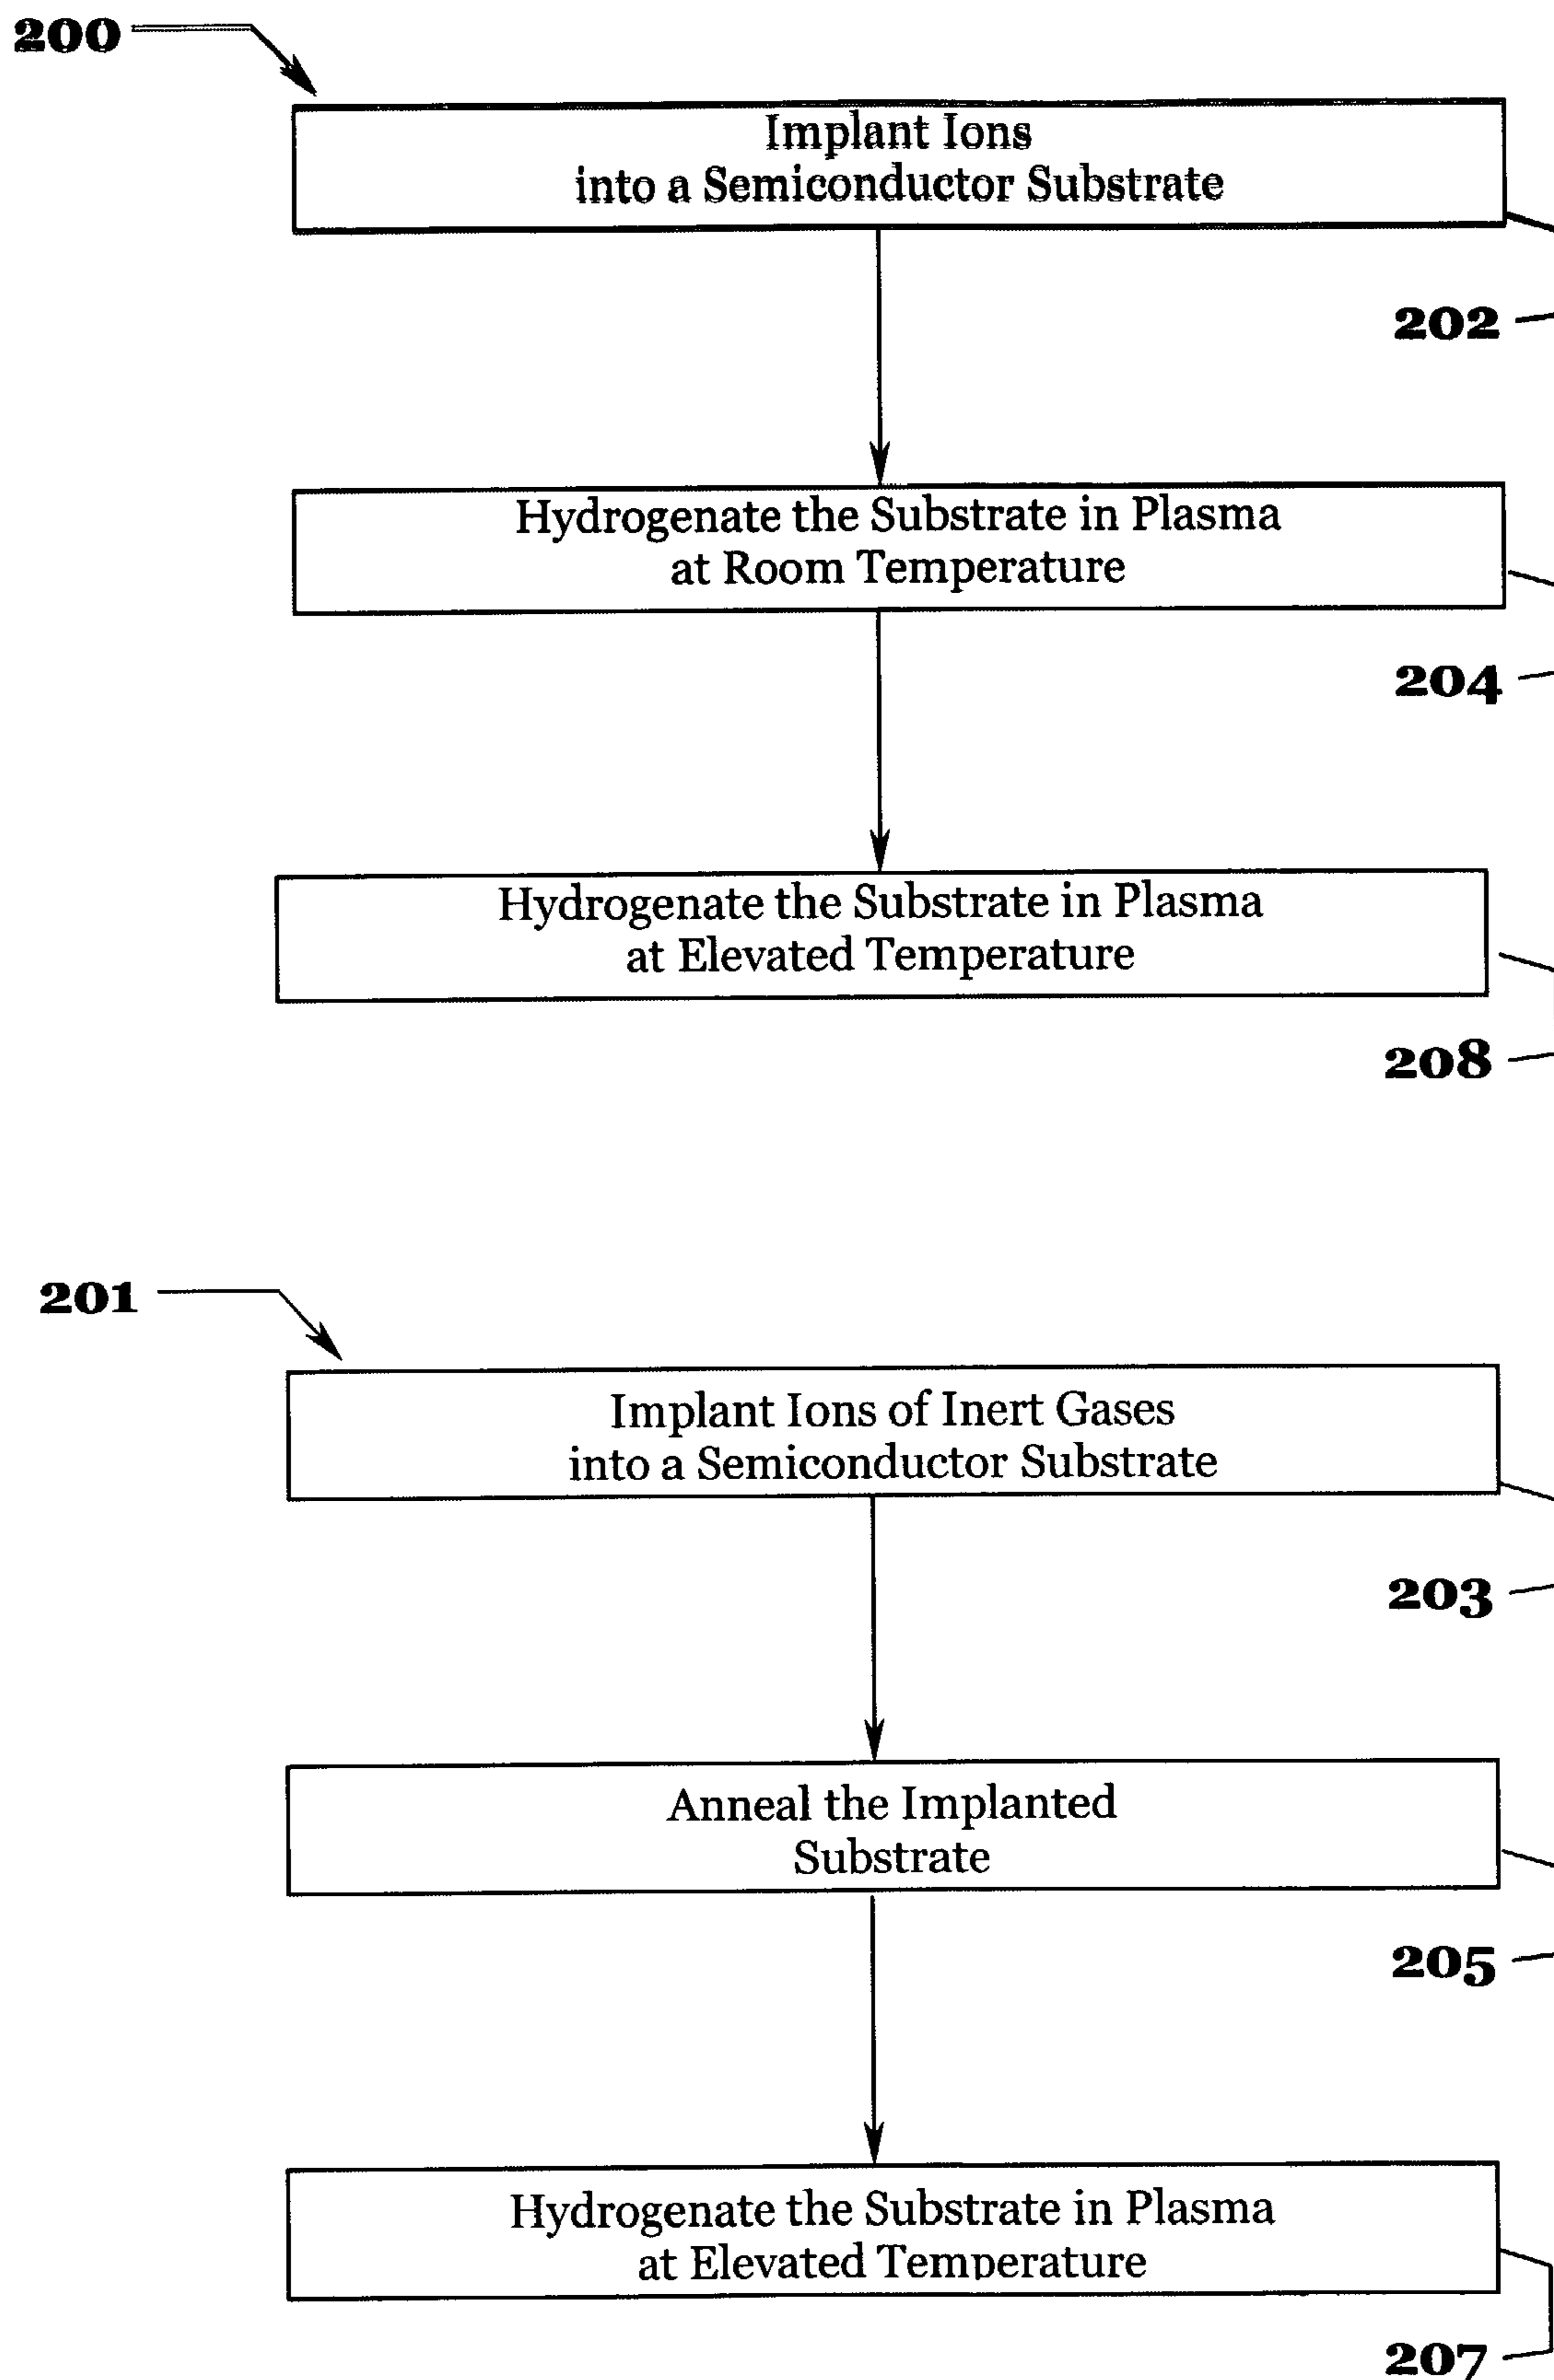 200
Implant Ions
into a Semiconductor Substrate
202
Hydrogenate the Substrate in Plasma
at Room Temperature
204
Hydrogenate the Substrate in Plasma
at Elevated Temperature
208
201
Implant Ions of Inert Gases
into a Semiconductor Substrate
203
Anneal the Implanted
Substrate
205
Hydrogenate the Substrate in Plasma
at Elevated Temperature
207